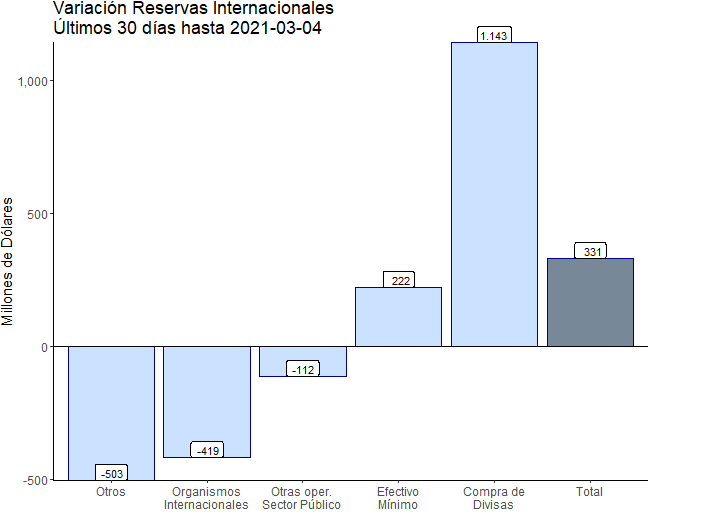 Variación Reservas Internacionales
Últimos 30 días hasta 2021-03-04
Millones de Dólares
1,000
500
0
-500
-503
-419
-112
222
1.143
331
Otros
Organismos
Internacionales
Otras oper.
Sector Público
Efectivo
Mínimo
Compra de
Divisas
Total